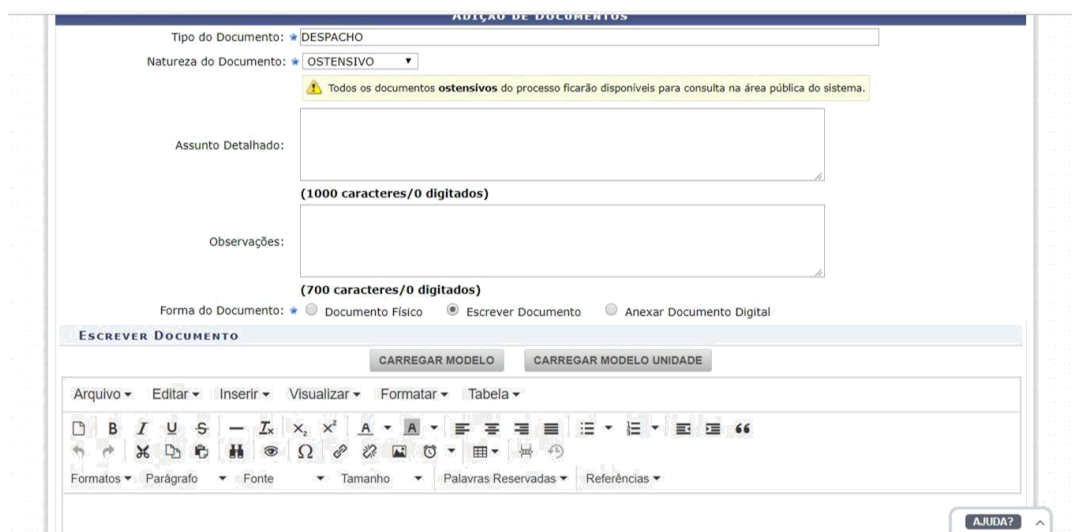 ADIÇÃO DE DOCUMENTOS
Tipo do Documento: ★ DESPACHO
Natureza do Documento: ★ OSTENSIVO
Todos os documentos ostensivos do processo ficarão disponíveis para consulta na área pública do sistema.
Assunto Detalhado:
(1000 caracteres/0 digitados)
Observações:
(700 caracteres/0 digitados)
Forma do Documento: ★ Documento Físico Escrever Documento Anexar Documento Digital
ESCREVER DOCUMENTO
CARREGAR MODELO CARREGAR MODELO UNIDADE
Arquivo Editar Inserir Visualizar Formatar Tabela
Formatos Parágrafo Fonte Tamanho Palavras Reservadas Referências
AJUDA?